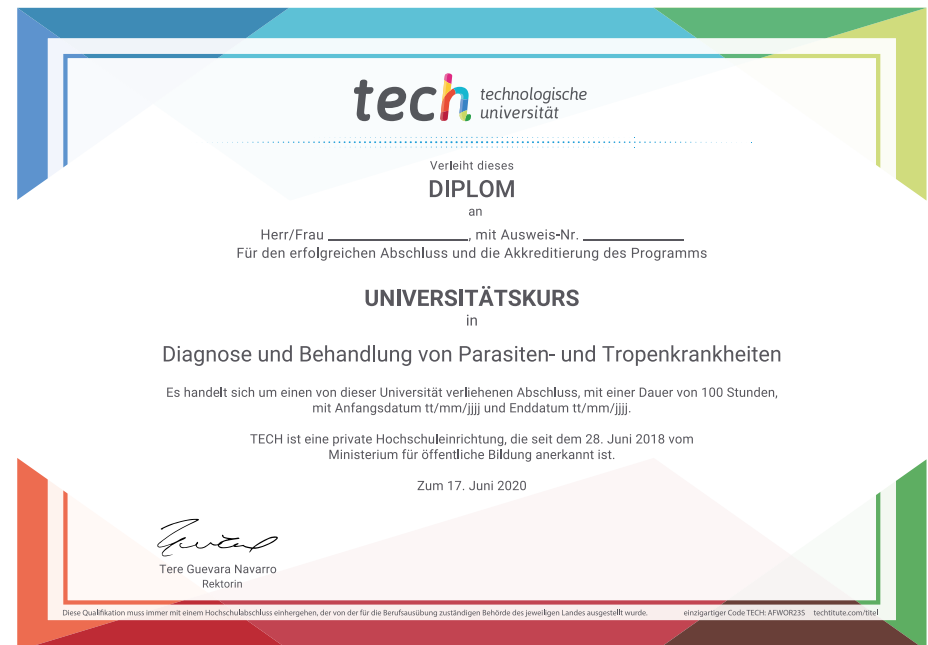 tech technologische
universität
Verleiht dieses
DIPLOM
an
Herr/Frau ____________________, mit Ausweis-Nr. ______________
Für den erfolgreichen Abschluss und die Akkreditierung des Programms
UNIVERSITÄTSKURS
in
Diagnose und Behandlung von Parasiten- und Tropenkrankheiten
Es handelt sich um einen von dieser Universität verliehenen Abschluss, mit einer Dauer von 100 Stunden,
mit Anfangsdatum tt/mm/jjjj und Enddatum tt/mm/jjjj.
TECH ist eine private Hochschuleinrichtung, die seit dem 28. Juni 2018 vom
Ministerium für öffentliche Bildung anerkannt ist.
Zum 17. Juni 2020
Tere Guevara Navarro
Rektorin
Diese Qualifikation muss immer mit einem Hochschulabschluss einhergehen, der von der für die Berufsausübung zuständigen Behörde des jeweiligen Landes ausgestellt wurde. einzigartiger Code TECH: AFWOR23S techtitute.com/titel